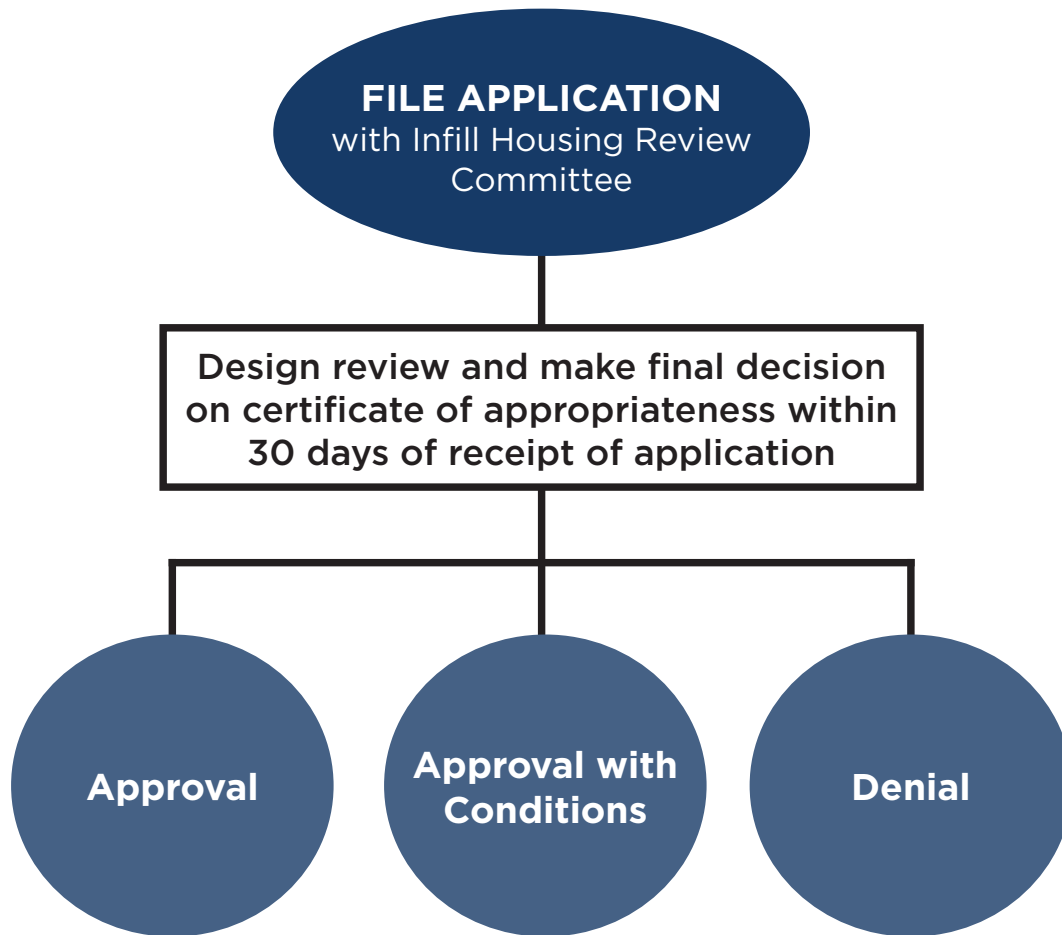 FILE APPLICATION
with Infill Housing Review
Committee
Design review and make final decision
on certificate of appropriateness within
30 days of receipt of application
Approval
Approval with
Conditions
Denial